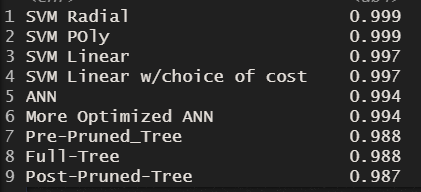 1 SVM Radial 0.999
2 SVM POly 0.999
3 SVM Linear 0.997
4 SVM Linear w/choice of cost 0.997
5 ANN 0.994
6 More Optimized ANN 0.994
7 Pre-Pruned_Tree 0.988
8 Full-Tree 0.988
9 Post-Pruned-Tree 0.987